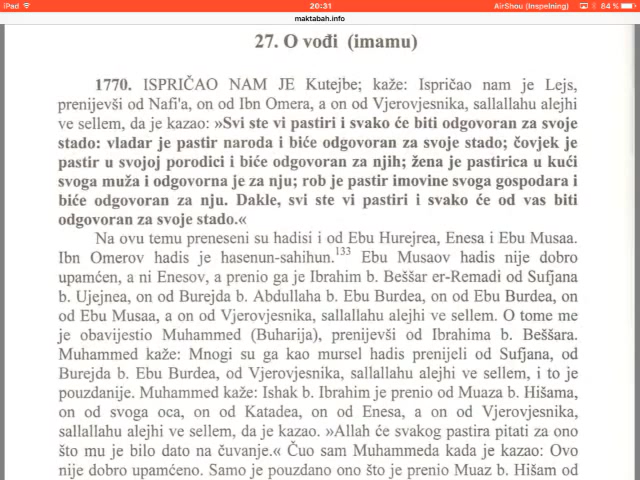 iPad
20:31
AirShou (Inspelning)
84 %
maktabah.info
27. O vođi (imamu)
1770. ISPRIČAO NAM JE Kutejbe; kaže: Ispričao nam je Lejs,
prenijevši od Nafi'a, on od Ibn Omera, a on od Vjerovjesnika, sallallahu alejhi
ve sellem, da je kazao: »Svi ste vi pastiri i svako će biti odgovoran za svoje
stado: vladar je pastir naroda i biće odgovoran za svoje stado; čovjek je
pastir u svojoj porodici i biće odgovoran za njih; žena je pastirica u kući
svoga muža i odgovorna je za nju; rob je pastir imovine svoga gospodara i
biće odgovoran za nju. Dakle, svi ste vi pastiri i svako će od vas biti
odgovoran za svoje stado.«
Na ovu temu preneseni su hadisi i od Ebu Hurejrea, Enesa i Ebu Musaa.
Ibn Omerov hadis je hasenun-sahihun.133 Ebu Musaov hadis nije dobro
upamćen, a ni Enesov, a prenio ga je Ibrahim b. Beššar er-Remadi od Sufjana
b. Ujejnea, on od Burejda b. Abdullaha b. Ebu Burdea, on od Ebu Burdea, on
od Ebu Musaa, a on od Vjerovjesnika, sallallahu alejhi ve sellem. O tome me
je obavijestio Muhammed (Buharija), prenijevši od Ibrahima b. Beššara.
Muhammed kaže: Mnogi su ga kao mursel hadis prenijeli od Sufjana, od
Burejda b. Ebu Burdea, od Vjerovjesnika, sallallahu alejhi ve sellem, i to je
pouzdanije. Muhammed kaže: Ishak b. Ibrahim je prenio od Muaza b. Hišama,
on od svoga oca, on od Katadea, on od Enesa, a on od Vjerovjesnika,
sallallahu alejhi ve sellem, da je kazao. »Allah će svakog pastira pitati za ono
što mu je bilo dato na čuvanje.« Čuo sam Muhammeda kada je kazao: Ovo
nije dobro upamćeno. Samo je pouzdano ono što je prenio Muaz b. Hišam od